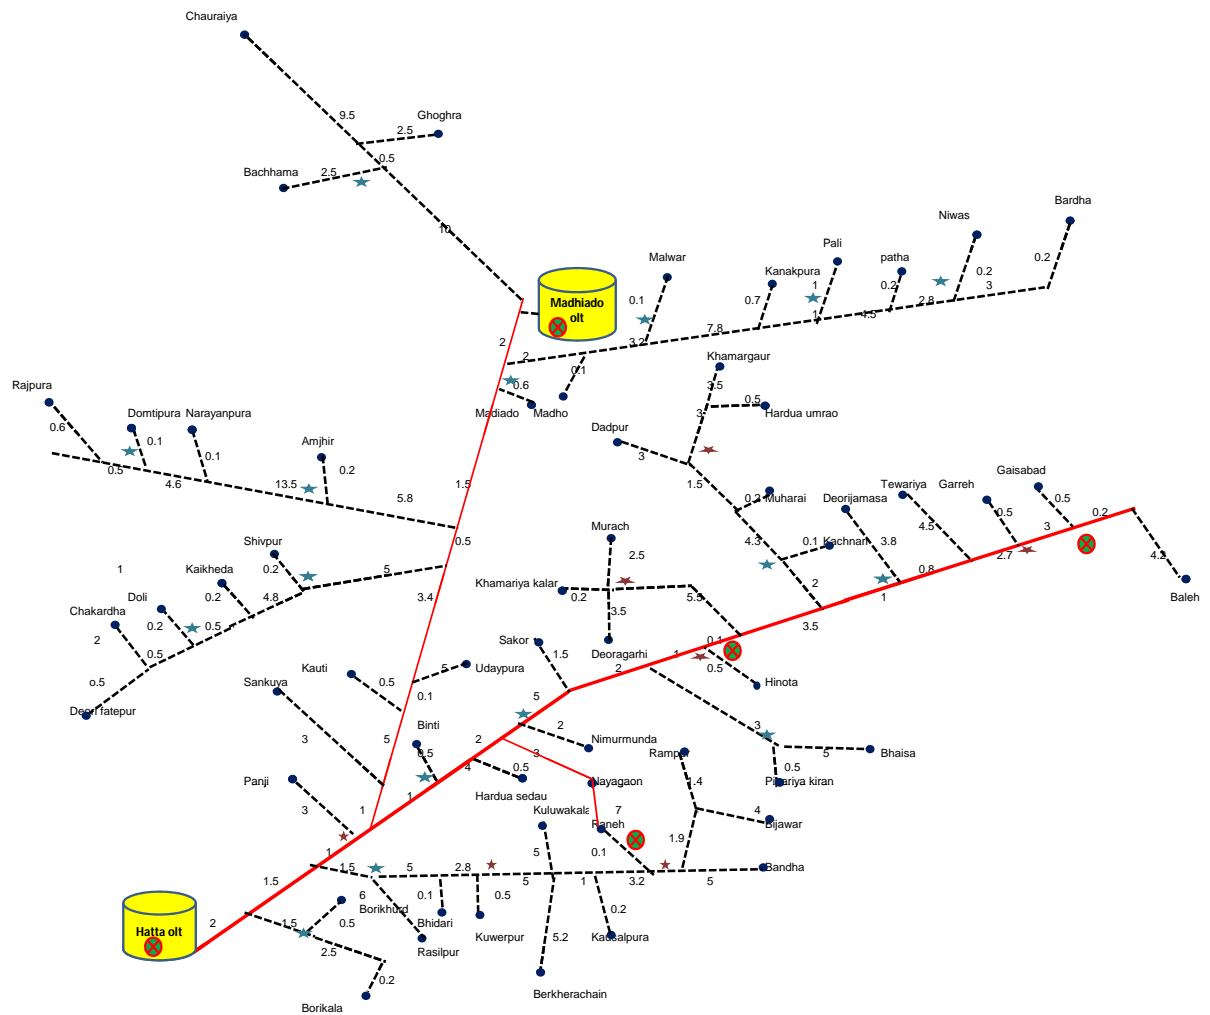 Chauraiya
9.5
Ghoghra
2.5
0.5
Bachhama
2.5
10
Bardha
Niwas
Pali
patha
Malwar
Kanakpura
0.2
0.2
3
0.2
2.8
1
4.5
1
0.7
7.8
0.1
3.2
Madhiado
olt
2
2
0.1
0.6
Madiado
Madho
Khamargaur
3.5
0.5
Hardua umrao
3
Dadpur
3
1.5
Rajpura
0.6
Domtipura
Narayanpura
0.1
0.1
Amjhir
0.2
0.5
4.6
13.5
5.8
1.5
0.5
Gaisabad
Tewariya
Garreh
0.5
0.2
0.5
3
4.5
2.7
4.2
Baleh
Muharai
0.2
Deorijamasa
3.8
0.1
Kachnari
4.3
2
0.8
1
3.5
Murach
2.5
Khamariya kalar
0.2
5.5
3.5
Deoragarhi
0.1
1
0.5
Hinota
2
Shivpur
0.2
5
1
Kaikheda
0.2
4.8
Doli
0.2
0.5
Chakardha
2
0.5
o.5
Deori fatepur
3.4
Sakor
1.5
Kauti
0.5
5
Udaypura
0.1
Sankuya
3
5
5
Binti
0.5
2
2
Nimurmunda
3
3
Bhaisa
5
0.5
Pipariya kiran
Rampur
1.4
4
Bijawar
1.9
Panji
3
1
1
4
0.5
Hardua sedau
Nayagaon
7
Kuluwakala
Raneh
0.1
5
1
1.5
1.5
5
2.8
5
1
3.2
5
Bandha
2
1.5
6
0.5
Borikhurd
0.1
Bhidari
Kuwerpur
0.2
Kausalpura
Rasilpur
5.2
Hatta olt
2.5
0.2
Borikala
Berkherachain